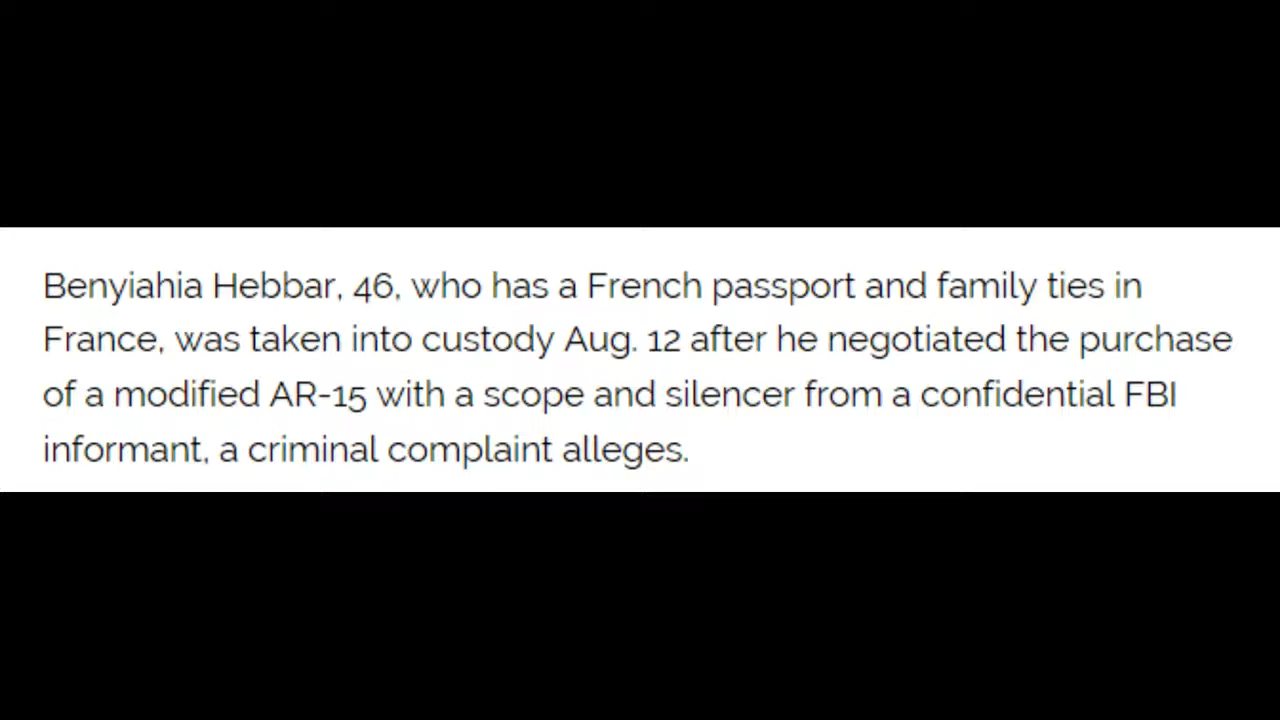 Benyiahia Hebbar, 46, who has a French passport and family ties in
France, was taken into custody Aug. 12 after he negotiated the purchase
of a modified AR-15 with a scope and silencer from a confidential FBI
informant, a criminal complaint alleges.